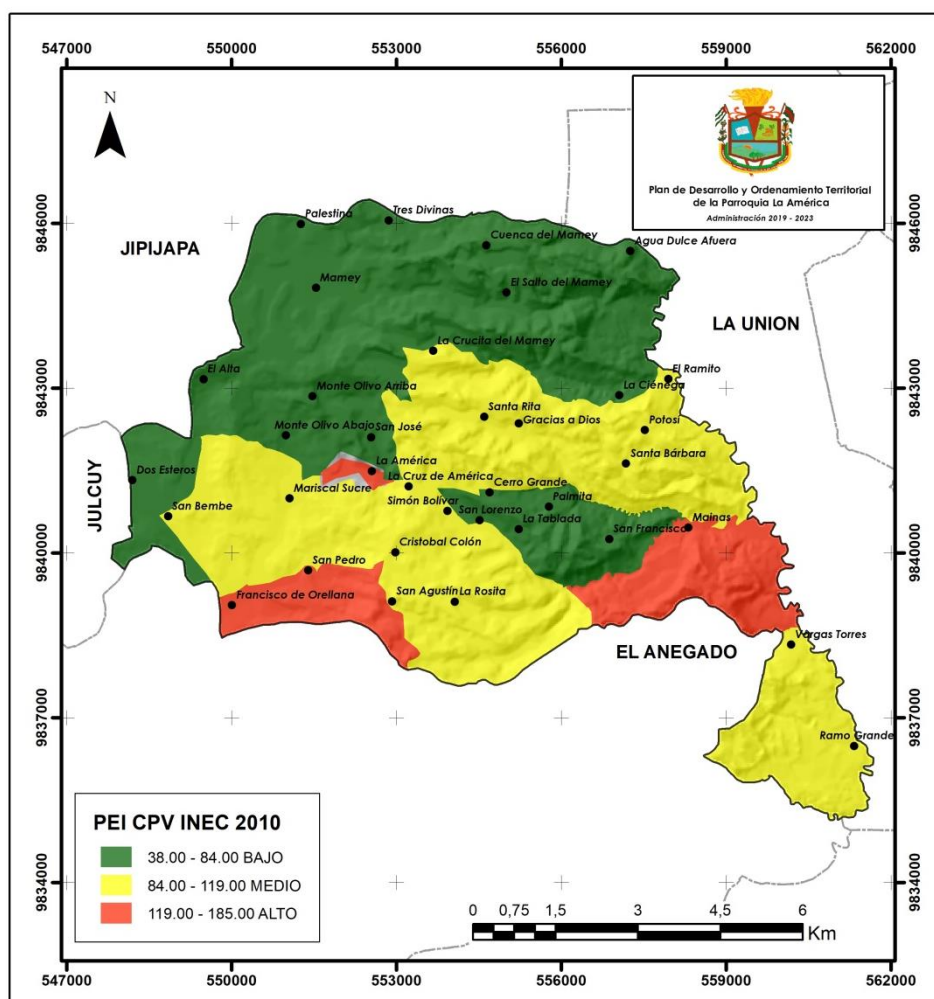 547000
550000
553000
556000
559000
562000
N
Plan de Desarrollo y Ordenamiento Territorial
de la Parroquia La América
Administración 2019 - 2023
9846000
9846000
Palestina
Tres Divinas
JIPIJAPA
Cuenca del Mamey
Agua Dulce Afuera
Mamey
El Salto del Mamey
LA UNION
La Crucita del Mamey
9843000
9843000
El Alta
El Ramito
Monte Olivo Arriba
La Ciénega
Santa Rita
Gracias a Dios
Potosí
Monte Olivo Abajo
San José
Santa Bárbara
La América
Dos Esteros
La Cruz de América
Cerro Grande
JULCUY
Mariscal Sucre
Simón Bolívar
Palmita
San Bembe
San Lorenzo
La Tablada
Mainas
San Francisco
9840000
9840000
Cristobal Colón
San Pedro
Francisco de Orellana
San Agustín
La Rosita
EL ANEGADO
Vargas Torres
9837000
9837000
Ramo Grande
PEI CPV INEC 2010
38.00 - 84.00 BAJO
84.00 - 119.00 MEDIO
119.00 - 185.00 ALTO
9834000
9834000
0 0,75 1,5 3 4,5 6
Km
547000
550000
553000
556000
559000
562000